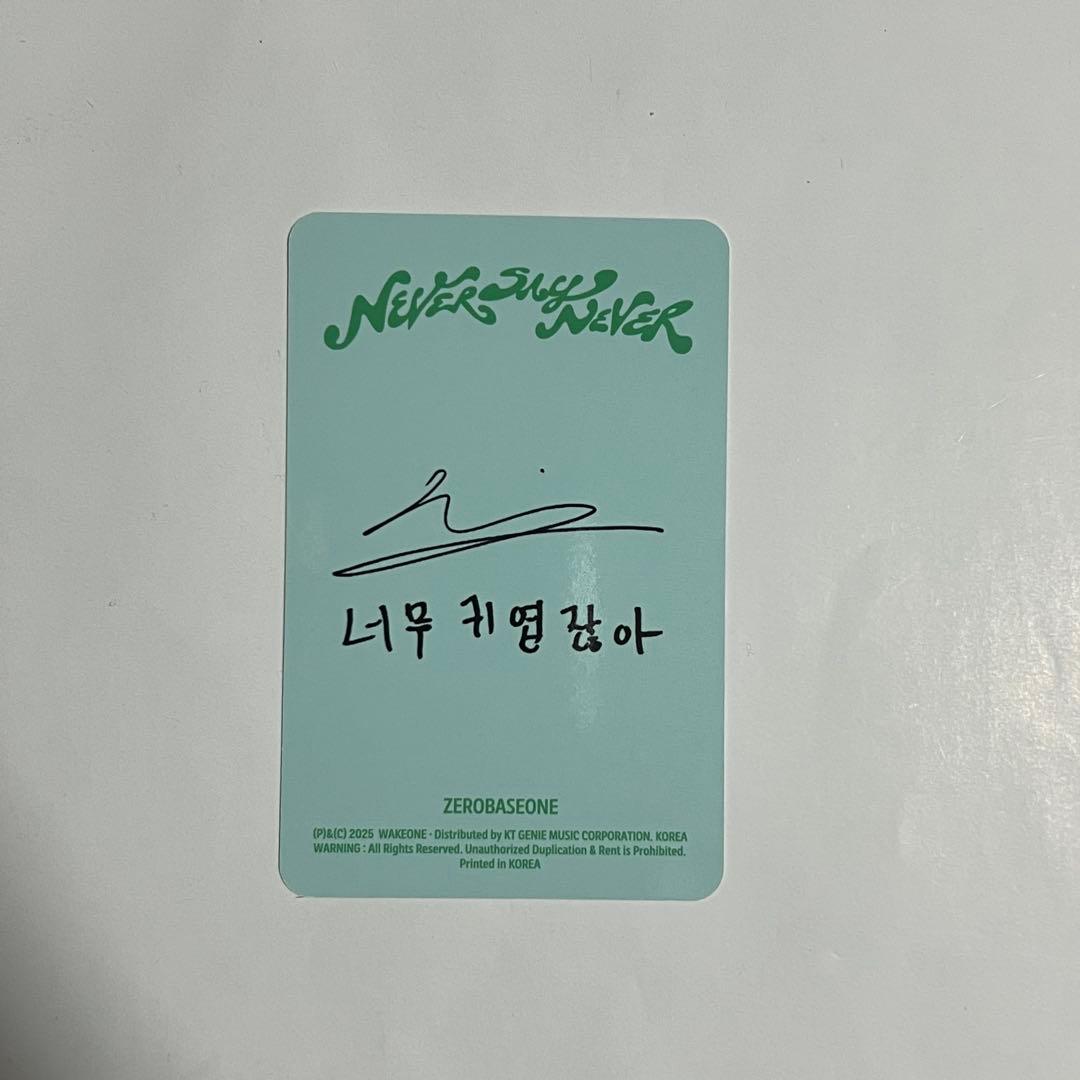 NEVER SAY NEVER
너무 귀엽잖아
ZEROBASEONE
(P)&(C) 2025 WAKEONE · Distributed by KT GENIE MUSIC CORPORATION. KOREA
WARNING : All Rights Reserved. Unauthorized Duplication & Rent is Prohibited.
Printed in KOREA